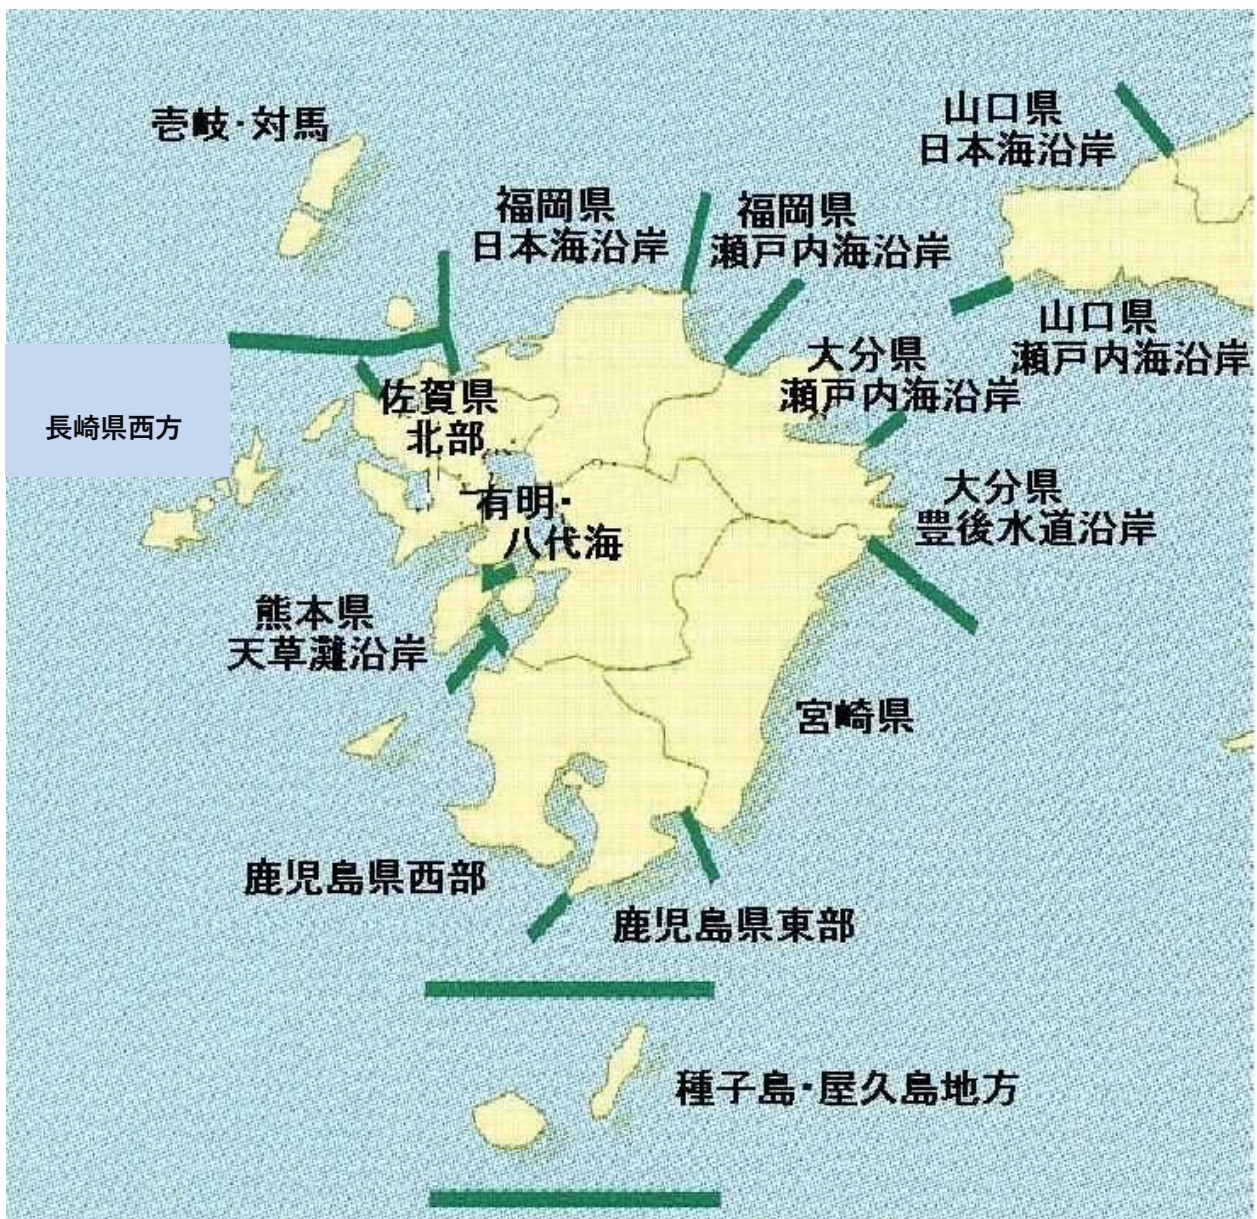 壱岐・対馬
山口県
日本海沿岸
福岡県
日本海沿岸
福岡県
瀬戸内海沿岸
山口県
瀬戸内海沿岸
大分県
瀬戸内海沿岸
佐賀県
北部
長崎県西方
有明・
八代海
大分県
豊後水道沿岸
熊本県
天草灘沿岸
宮崎県
鹿児島県西部
鹿児島県東部
種子島・屋久島地方